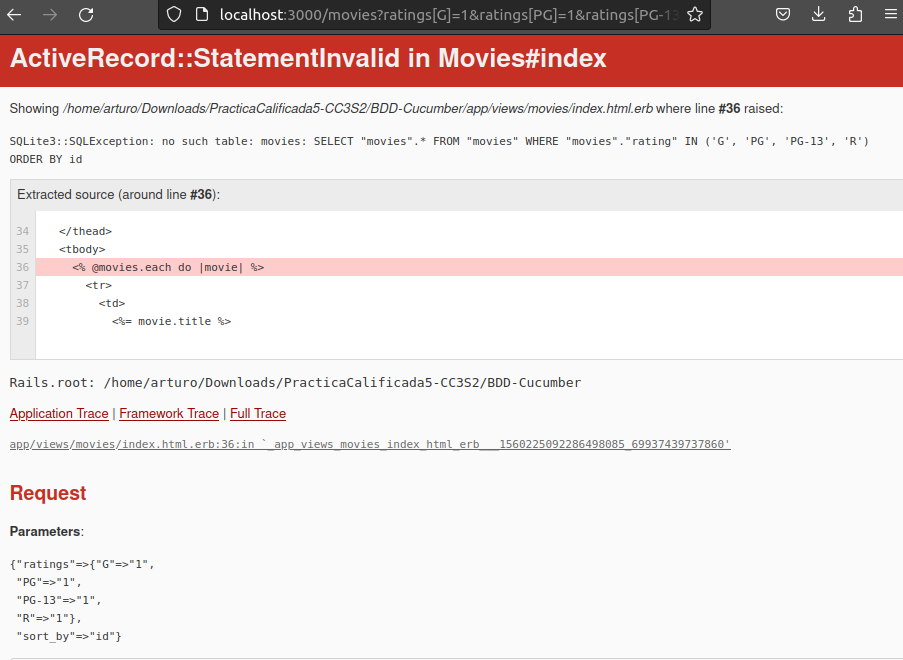 localhost:3000/movies?ratings[G]=1&ratings[PG]=1&ratings[PG-13
ActiveRecord::StatementInvalid in Movies#index
Showing /home/arturo/Downloads/PracticaCalificada5-CC3S2/BDD-Cucumber/app/views/movies/index.html.erb where line #36 raised:
SQLite3::SQLException: no such table: movies: SELECT "movies".* FROM "movies" WHERE "movies"."rating" IN ('G', 'PG', 'PG-13', 'R')
ORDER BY id
Extracted source (around line #36):
34 </thead>
35 <tbody>
36 <% @movies.each do |movie| %>
37 <tr>
38 <td>
39 <%= movie.title %>
Rails.root: /home/arturo/Downloads/PracticaCalificada5-CC3S2/BDD-Cucumber
Application Trace | Framework Trace | Full Trace
app/views/movies/index.html.erb:36:in `_app_views_movies_index_html_erb___1560225092286498085_69937439737860'
Request
Parameters:
{"ratings"=>{"G"=>"1",
"PG"=>"1",
"PG-13"=>"1",
"R"=>"1"},
"sort_by"=>"id"}